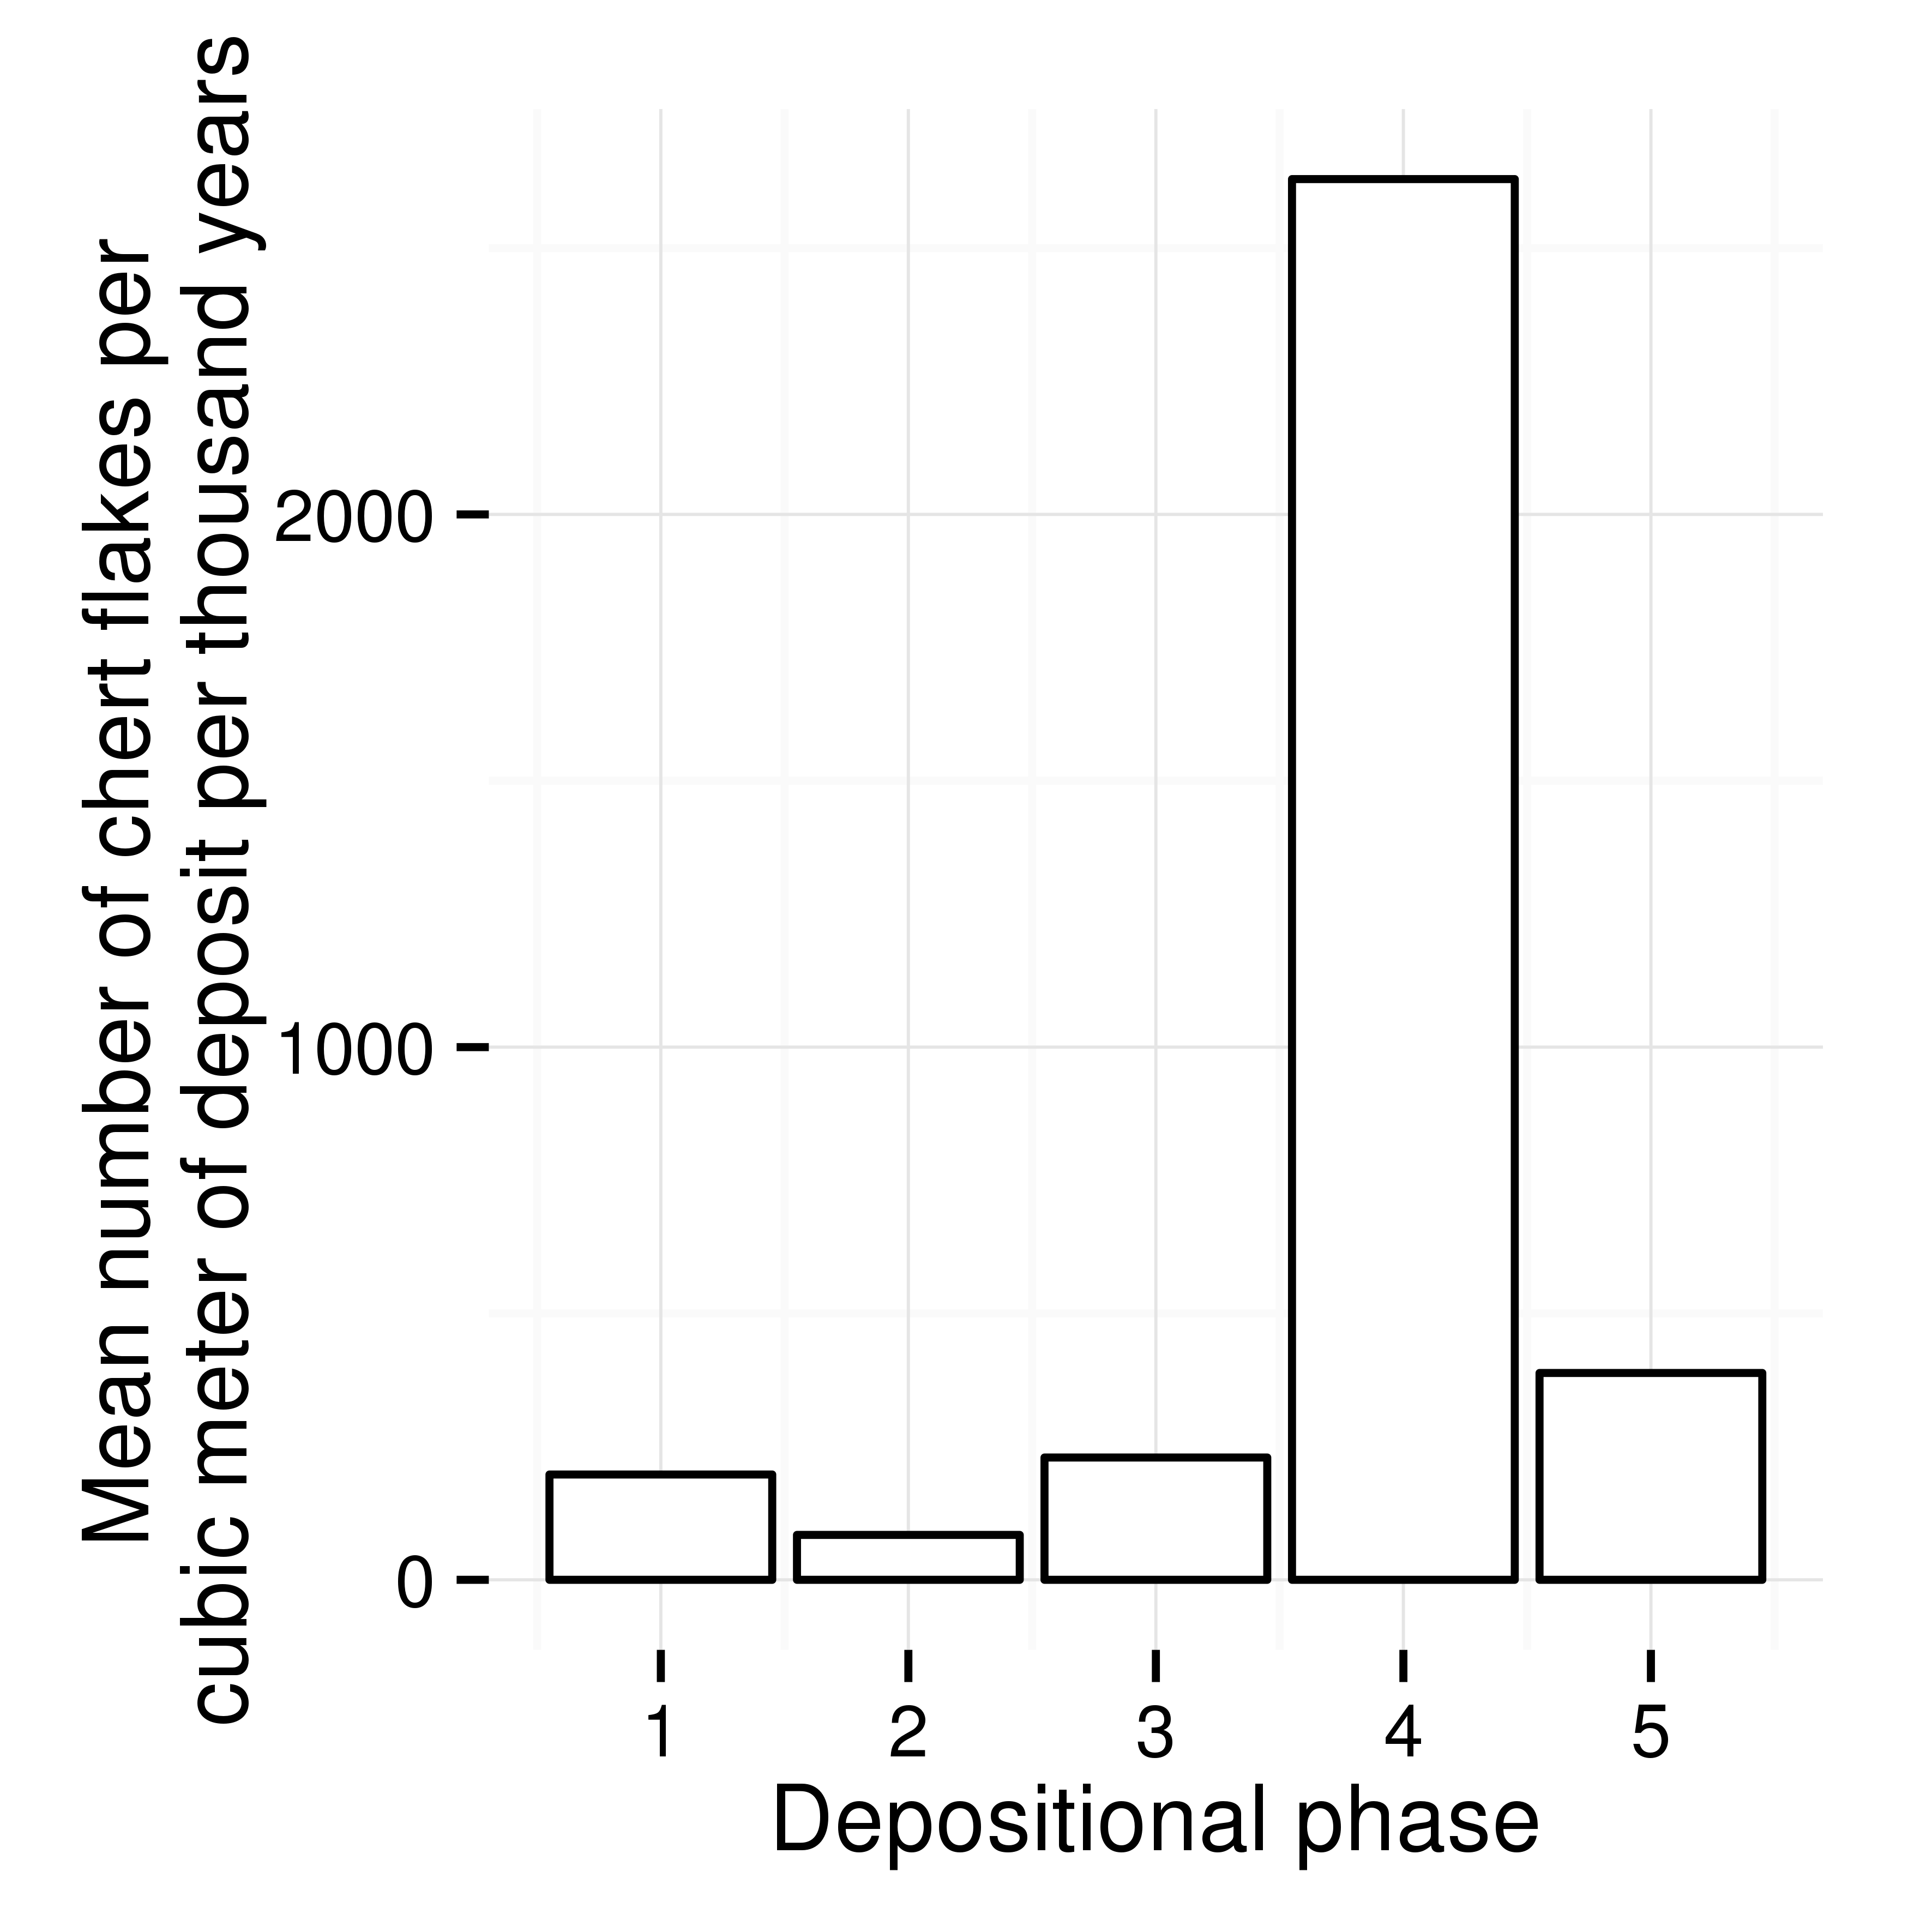 Mean number of chert flakes per
cubic meter of deposit per thousand years
2000
1000
0
1 2 3 4 5
Depositional phase